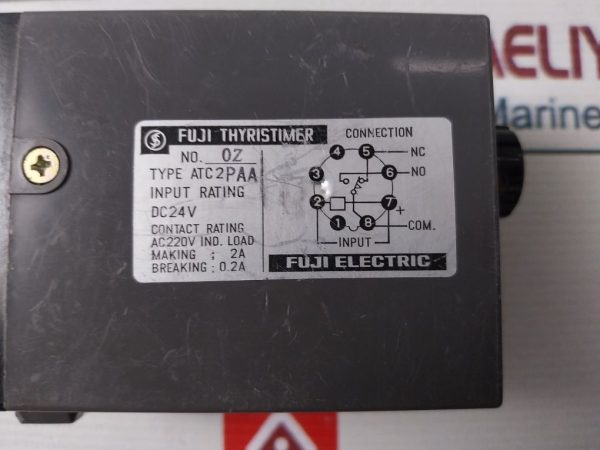 AELIY
Marine
FUJI THYRISTIMER
NO. OZ
TYPE ATC2PAA
INPUT RATING
DC24V
CONTACT RATING
AC220V IND. LOAD
MAKING : 2A
BREAKING : 0.2A
CONNECTION
4 5 NC
3 6 NO
2 7 +
1 8 COM.
INPUT
FUJI ELECTRIC